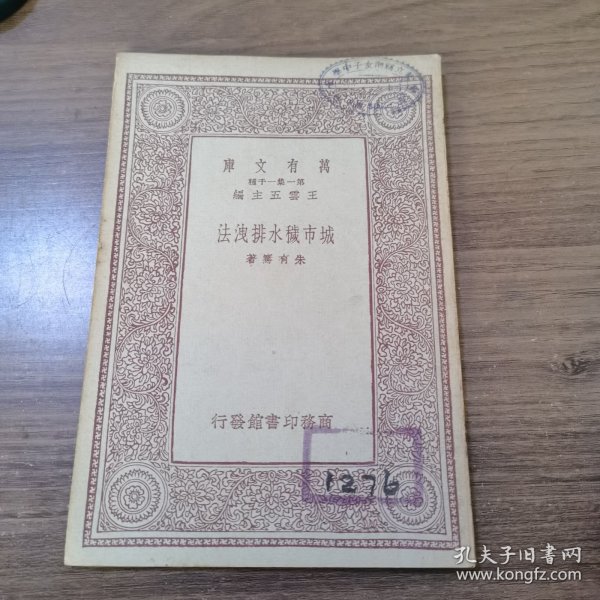 庫文有萬
種千一集一第
編主五雲王
法洩排水穢市城
著騫有朱
行發館書印務商
1276
孔夫子旧书网
www.kongfz.com